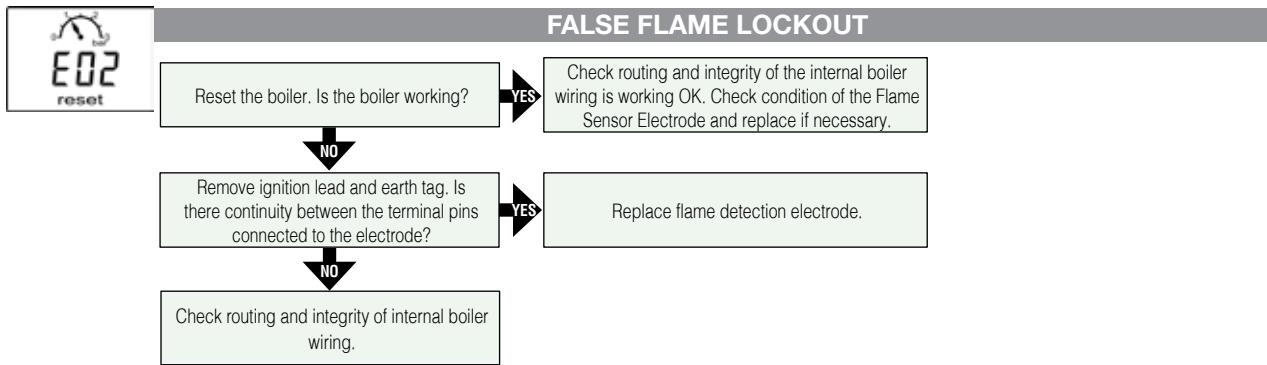 FALSE FLAME LOCKOUT
bar
E02
reset
Reset the boiler. Is the boiler working?
YES
Check routing and integrity of the internal boiler
wiring is working OK. Check condition of the Flame
Sensor Electrode and replace if necessary.
NO
Remove ignition lead and earth tag. Is
there continuity between the terminal pins
connected to the electrode?
YES
Replace flame detection electrode.
NO
Check routing and integrity of internal boiler
wiring.